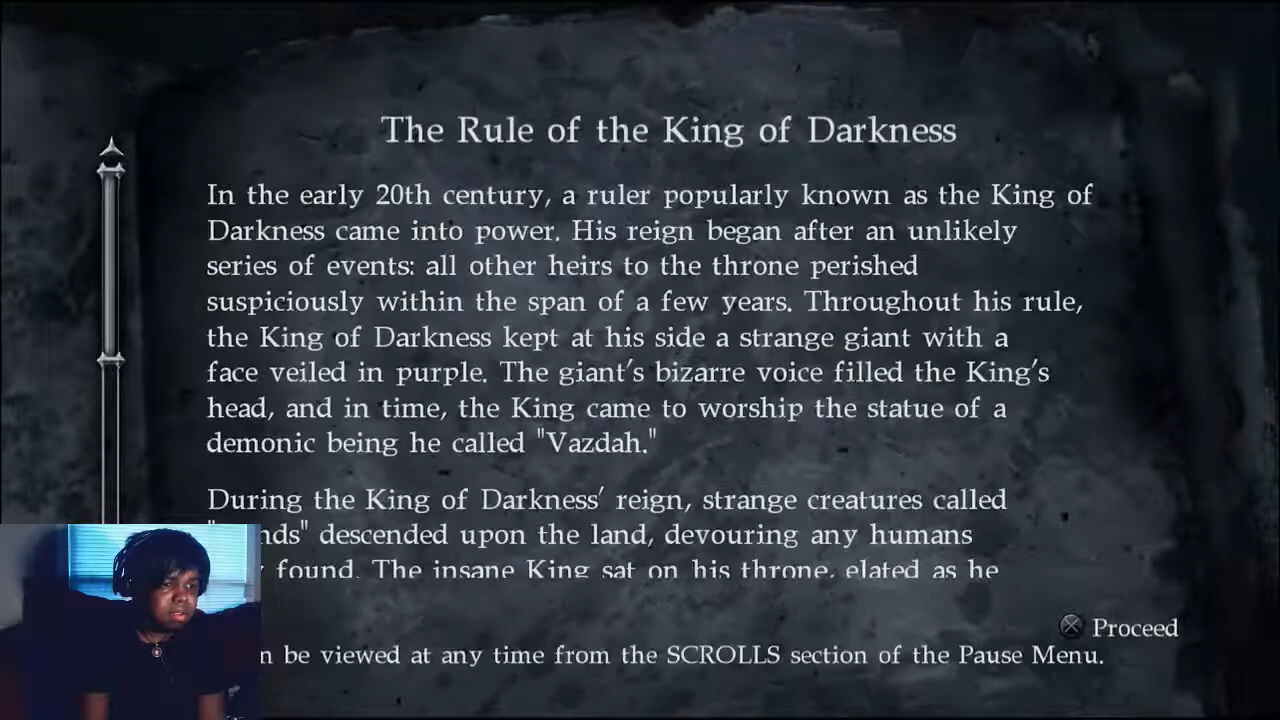 The Rule of the King of Darkness
In the early 20th century, a ruler popularly known as the King of
Darkness came into power. His reign began after an unlikely
series of events: all other heirs to the throne perished
suspiciously within the span of a few years. Throughout his rule,
the King of Darkness kept at his side a strange giant with a
face veiled in purple. The giant's bizarre voice filled the King's
head, and in time, the King came to worship the statue of a
demonic being he called "Vazdah."
During the King of Darkness' reign, strange creatures called
descended upon the land, devouring any humans
found. The insane King sat on his throne, elated as he
Proceed
be viewed at any time from the SCROLLS section of the Pause Menu.